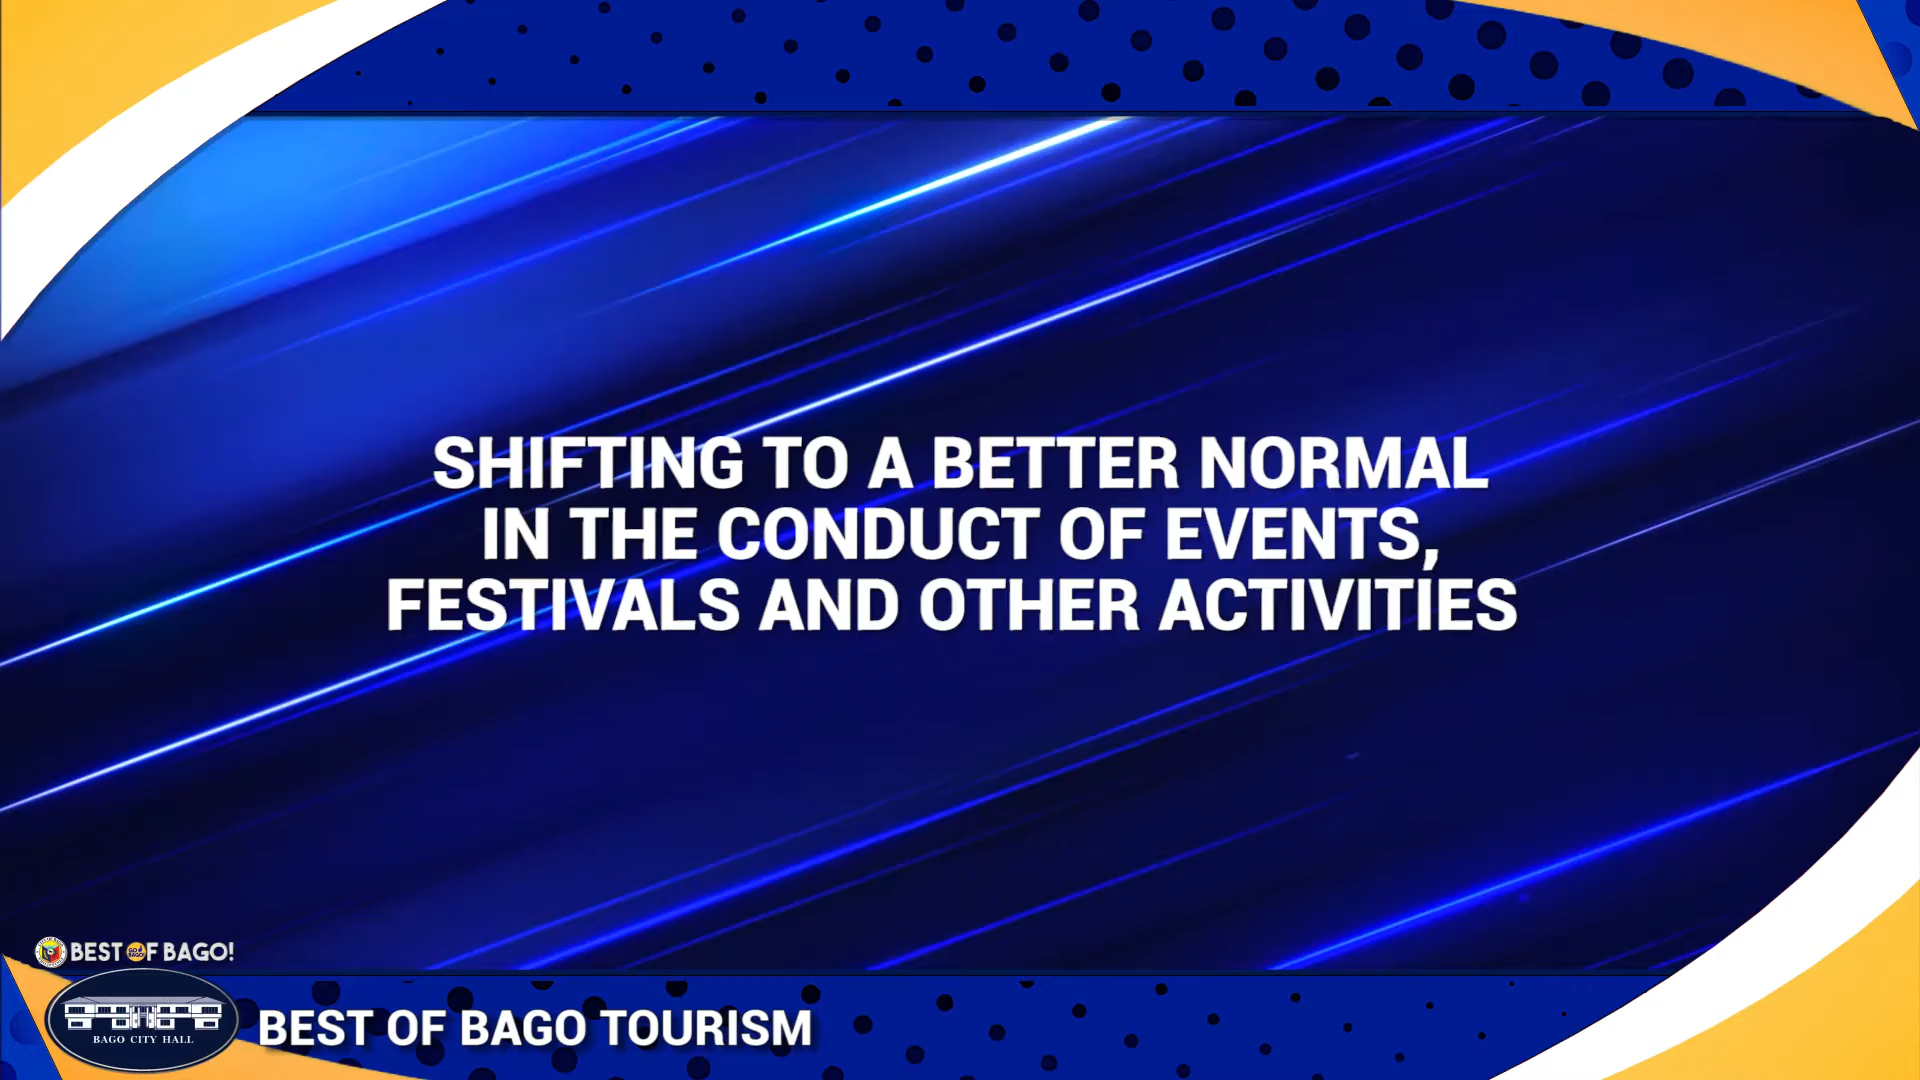 SHIFTING TO A BETTER NORMAL
IN THE CONDUCT OF EVENTS,
FESTIVALS AND OTHER ACTIVITIES
BEST OF BAGO!
BAGO CITY HALL
BEST OF BAGO TOURISM